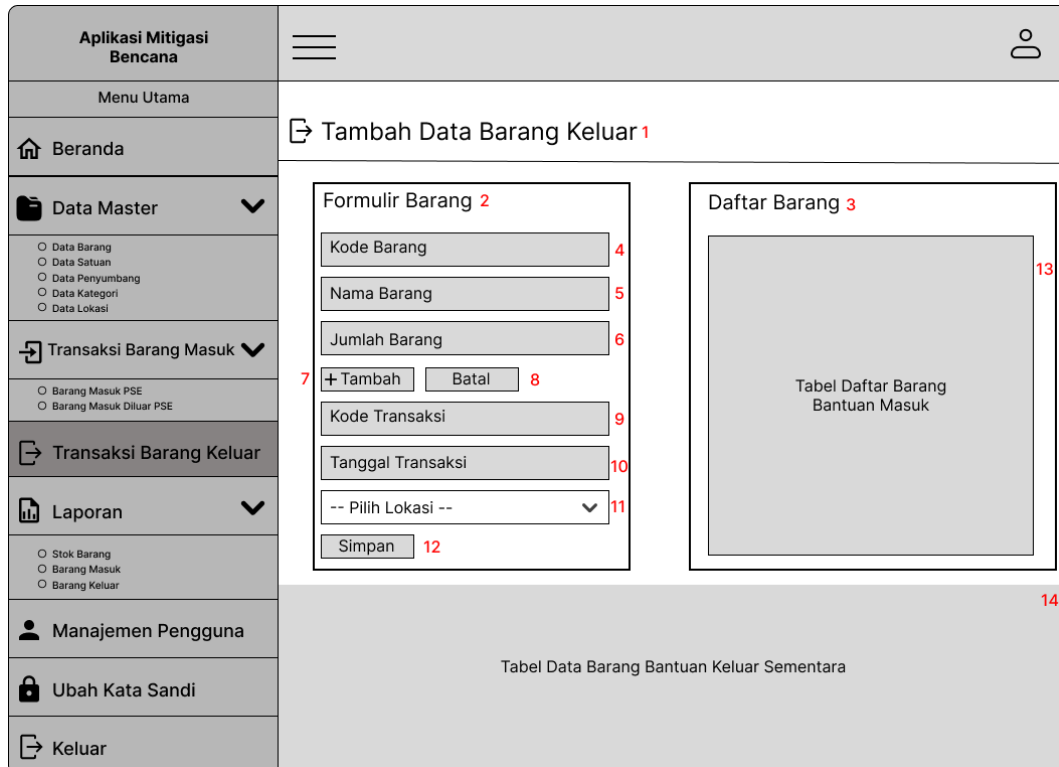 Aplikasi Mitigasi
Bencana
Menu Utama
Beranda
Data Master
Data Barang
Data Satuan
Data Penyumbang
Data Kategori
Data Lokasi
Transaksi Barang Masuk
Barang Masuk PSE
Barang Masuk Diluar PSE
Transaksi Barang Keluar
Laporan
Stok Barang
Barang Masuk
Barang Keluar
Manajemen Pengguna
Ubah Kata Sandi
Keluar
Tambah Data Barang Keluar 1
Formulir Barang 2
Kode Barang 4
Nama Barang 5
Jumlah Barang 6
7 + Tambah Batal 8
Kode Transaksi 9
Tanggal Transaksi 10
-- Pilih Lokasi -- 11
Simpan 12
Daftar Barang 3
13
Tabel Daftar Barang
Bantuan Masuk
14
Tabel Data Barang Bantuan Keluar Sementara